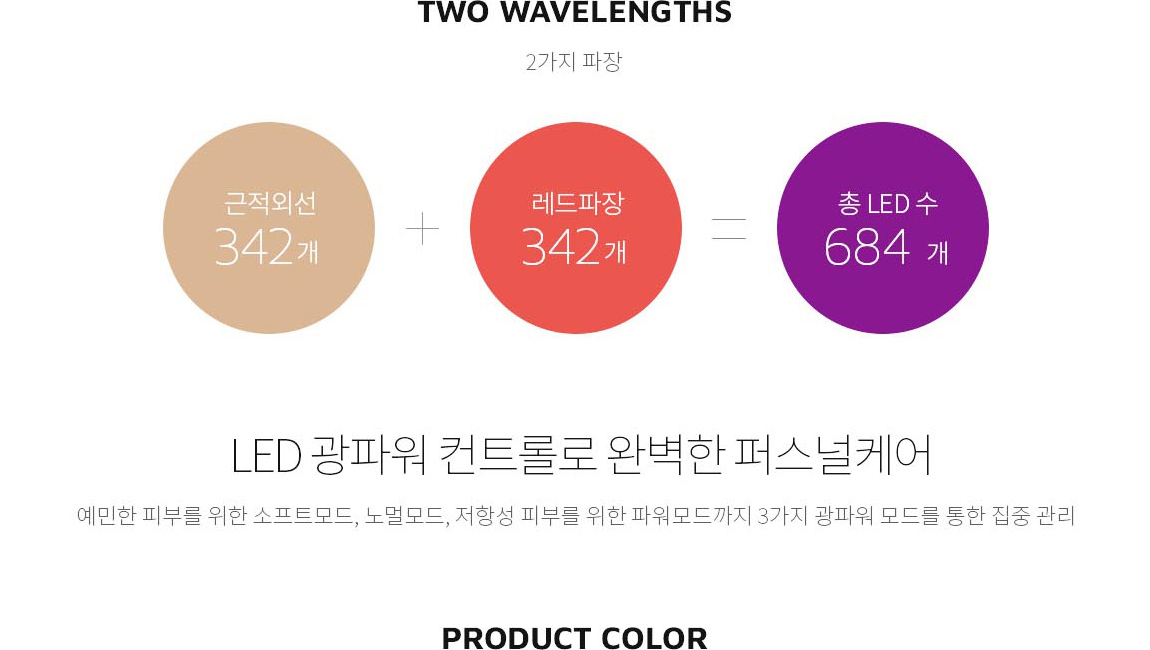 TWO WAVELENGTHS
2가지 파장
근적외선
342개
+
레드파장
342개
=
총 LED 수
684 개
LED 광파워 컨트롤로 완벽한 퍼스널케어
예민한 피부를 위한 소프트모드, 노멀모드, 저항성 피부를 위한 파워모드까지 3가지 광파워 모드를 통한 집중 관리
PRODUCT COLOR